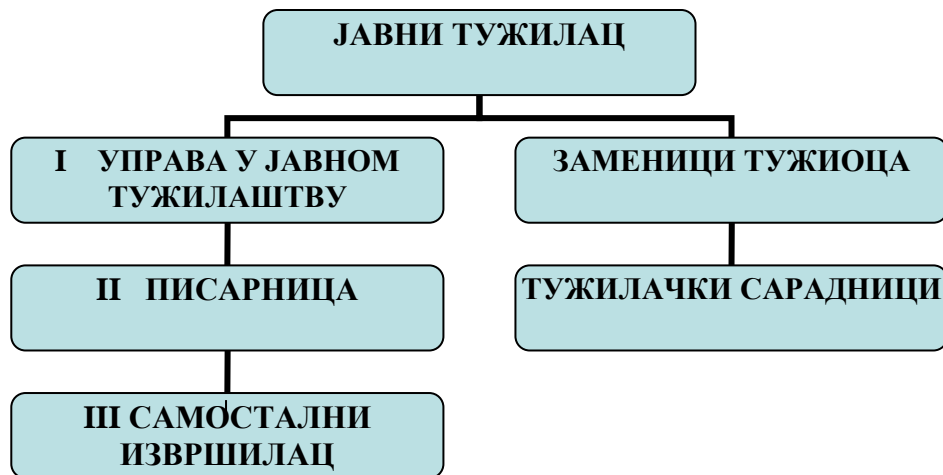 ЈАВНИ ТУЖИЛАЦ
I УПРАВА У ЈАВНОМ
ТУЖИЛАШТВУ
ЗАМЕНИЦИ ТУЖИОЦА
II ПИСАРНИЦА
ТУЖИЛАЧКИ САРАДНИЦИ
III САМОСТАЛНИ
ИЗВРШИЛАЦ